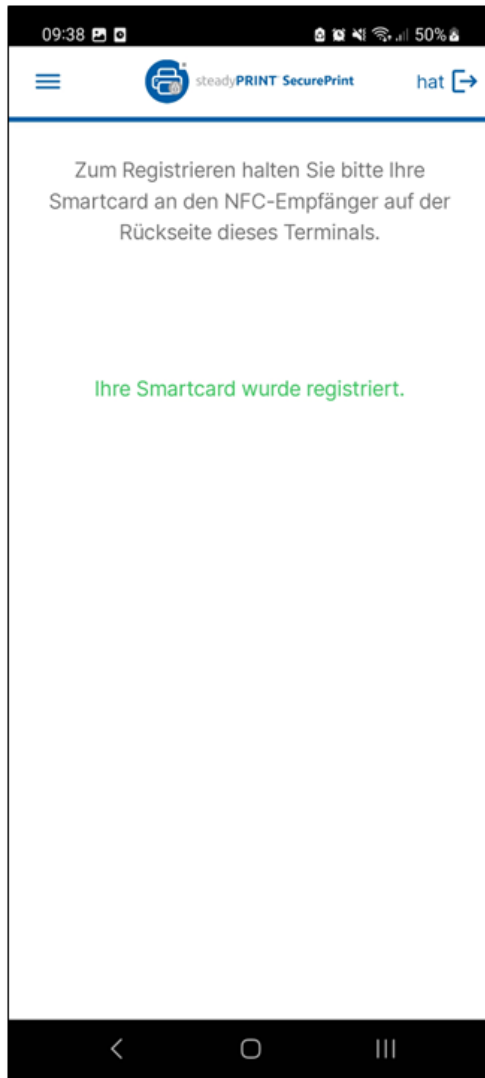 09:38 50%
steadyPRINT SecurePrint hat
Zum Registrieren halten Sie bitte Ihre
Smartcard an den NFC-Empfänger auf der
Rückseite dieses Terminals.
Ihre Smartcard wurde registriert.